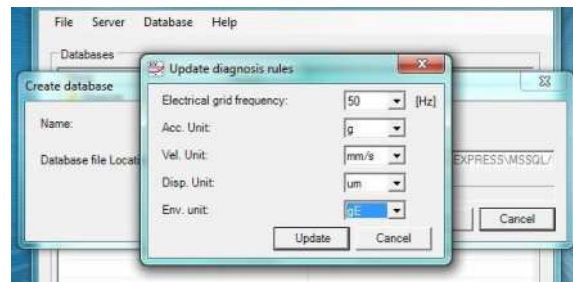 File Server Database Help
Databases
Update diagnosis rules
Create database
Electrical grid frequency: 50 [Hz]
Name:
Acc. Unit: g
Database file Locati
Vel. Unit: mm/s
EXPRESS\MSSQL/
Disp. Unit: um
Env. unit: gE
Cancel
Update Cancel